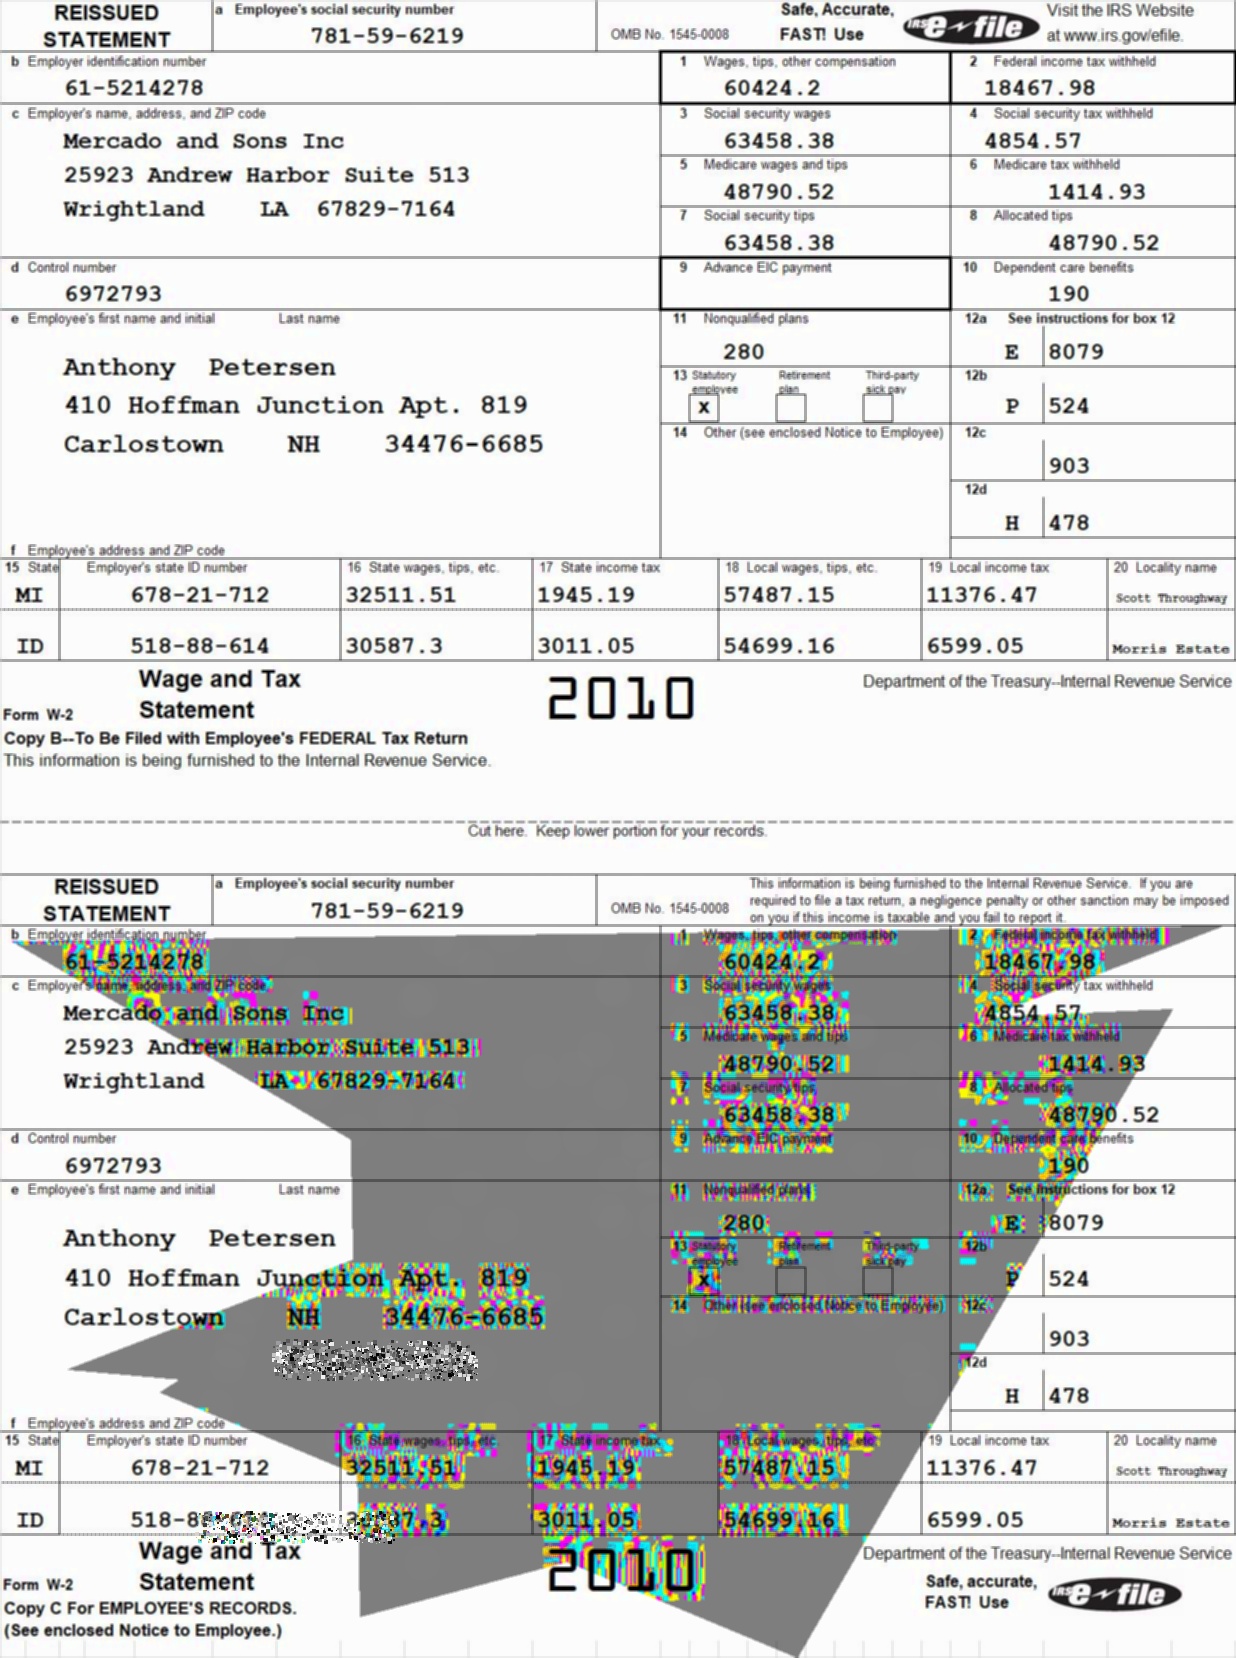 REISSUED STATEMENT
a Employee's social security number
781-59-6219
OMB No. 1545-0008
Safe, Accurate, FAST! Use
IRS e-file
Visit the IRS Website at www.irs.gov/efile.
b Employer identification number
61-5214278
1 Wages, tips, other compensation
60424.2
2 Federal income tax withheld
18467.98
c Employer's name, address, and ZIP code
Mercado and Sons Inc
25923 Andrew Harbor Suite 513
Wrightland LA 67829-7164
3 Social security wages
63458.38
4 Social security tax withheld
4854.57
5 Medicare wages and tips
48790.52
6 Medicare tax withheld
1414.93
7 Social security tips
63458.38
8 Allocated tips
48790.52
d Control number
6972793
9 Advance EIC payment
10 Dependent care benefits
190
e Employee's first name and initial Last name
Anthony Petersen
410 Hoffman Junction Apt. 819
Carlostown NH 34476-6685
11 Nonqualified plans
280
12a See instructions for box 12
E 8079
13 Statutory employee Retirement plan Third-party sick pay
X
12b
P 524
14 Other (see enclosed Notice to Employee)
12c
903
12d
H 478
f Employee's address and ZIP code
15 State Employer's state ID number 16 State wages, tips, etc. 17 State income tax 18 Local wages, tips, etc. 19 Local income tax 20 Locality name
MI 678-21-712 32511.51 1945.19 57487.15 11376.47 Scott Throughway
ID 518-88-614 30587.3 3011.05 54699.16 6599.05 Morris Estate
Form W-2 Wage and Tax Statement
2010
Department of the Treasury--Internal Revenue Service
Copy B--To Be Filed with Employee's FEDERAL Tax Return
This information is being furnished to the Internal Revenue Service.
Cut here. Keep lower portion for your records.
REISSUED STATEMENT
a Employee's social security number
781-59-6219
OMB No. 1545-0008
This information is being furnished to the Internal Revenue Service. If you are
required to file a tax return, a negligence penalty or other sanction may be imposed
on you if this income is taxable and you fail to report it.
b Employer identification number
61-5214278
1 Wages, tips, other compensation
60424.2
2 Federal income tax withheld
18467.98
c Employer's name, address, and ZIP code
Mercado and Sons Inc
25923 Andrew Harbor Suite 513
Wrightland LA 67829-7164
3 Social security wages
63458.38
4 Social security tax withheld
4854.57
5 Medicare wages and tips
48790.52
6 Medicare tax withheld
1414.93
7 Social security tips
63458.38
8 Allocated tips
48790.52
d Control number
6972793
9 Advance EIC payment
10 Dependent care benefits
190
e Employee's first name and initial Last name
Anthony Petersen
410 Hoffman Junction Apt. 819
Carlostown NH 34476-6685
11 Nonqualified plans
280
12a See instructions for box 12
E 8079
13 Statutory employee Retirement plan Third-party sick pay
X
12b
P 524
14 Other (see enclosed Notice to Employee)
12c
903
12d
H 478
f Employee's address and ZIP code
15 State Employer's state ID number 16 State wages, tips, etc. 17 State income tax 18 Local wages, tips, etc. 19 Local income tax 20 Locality name
MI 678-21-712 32511.51 1945.19 57487.15 11376.47 Scott Throughway
ID 3011.05 54699.16 6599.05 Morris Estate
Form W-2 Wage and Tax Statement
2010
Department of the Treasury--Internal Revenue Service
Copy C For EMPLOYEE'S RECORDS.
(See enclosed Notice to Employee.)
Safe, accurate, FAST! Use
IRS e-file